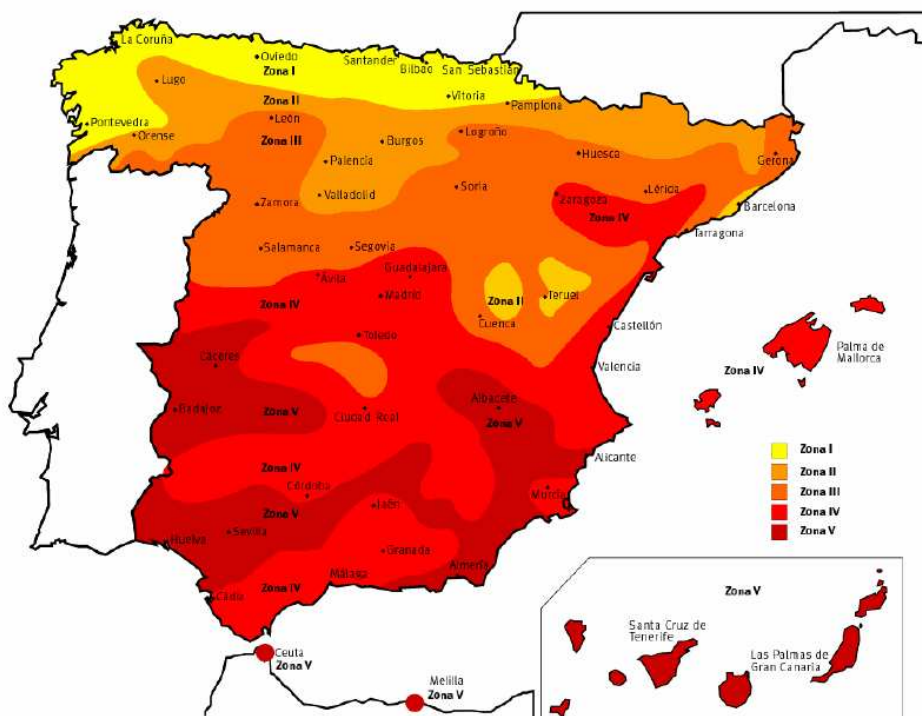 La Coruña
Oviedo
Santander
Bilbao
San Sebastián
Zona I
Lugo
Vitoria
Pamplona
Zona II
León
Pontevedra
Orense
Zona III
Burgos
Logroño
Palencia
Huesca
Gerona
Valladolid
Soria
Zamora
Zaragoza
Lérida
Barcelona
Zona IV
Tarragona
Salamanca
Segovia
Ávila
Guadalajara
Madrid
Zona IV
Zona II
Teruel
Cuenca
Toledo
Castellón
Palma de
Mallorca
Cáceres
Valencia
Zona IV
Badajoz
Zona V
Ciudad Real
Albacete
Zona V
Zona I
Zona II
Zona III
Zona IV
Zona V
Alicante
Zona IV
Córdoba
Murcia
Zona V
Jaén
Sevilla
Huelva
Granada
Almería
Málaga
Zona IV
Cádiz
Zona V
Santa Cruz de
Tenerife
Las Palmas de
Gran Canaria
Ceuta
Zona V
Melilla
Zona V